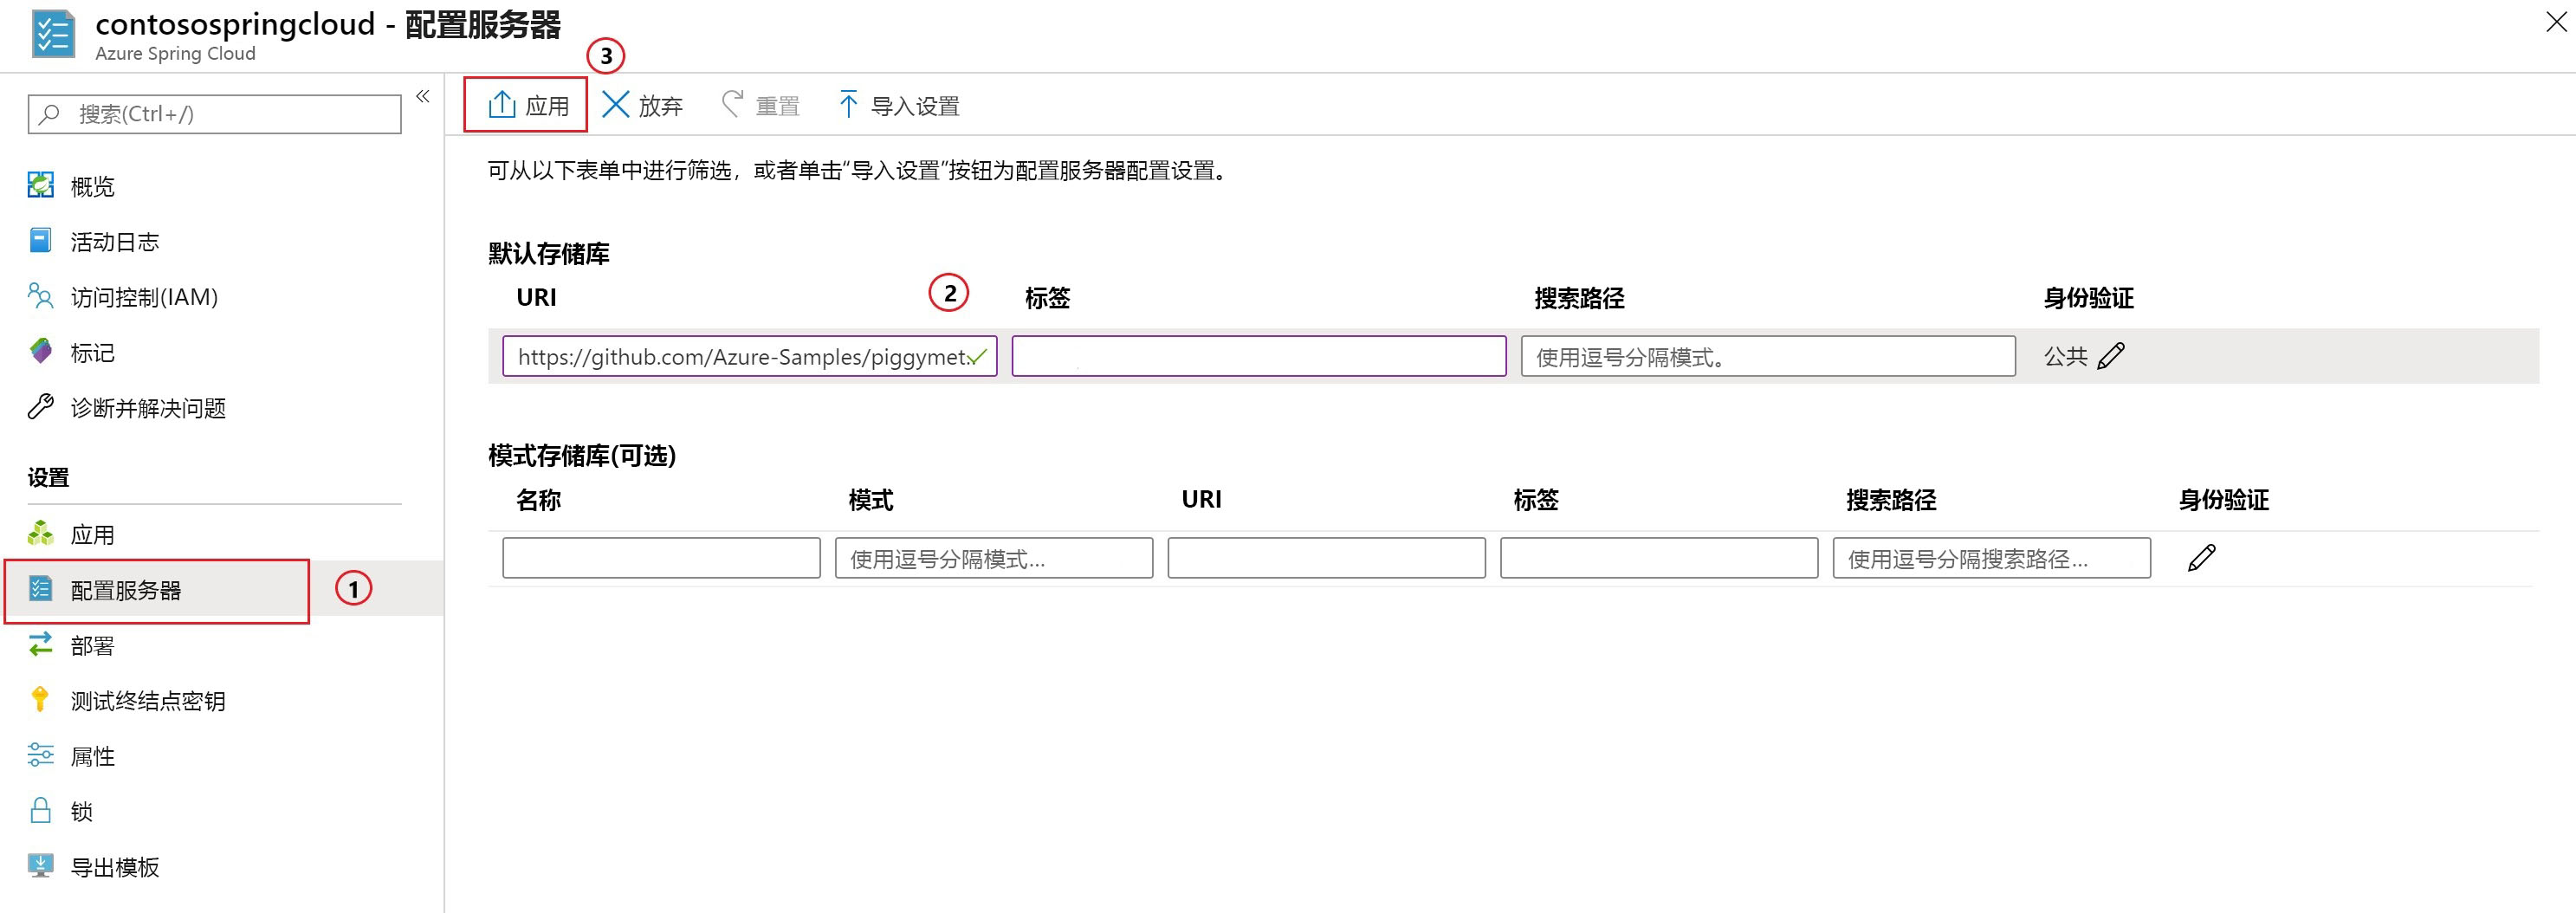 contosospringcloud - 配置服务器
Azure Spring Cloud
③
搜索(Ctrl+/)
«
概览
活动日志
访问控制(IAM)
标记
诊断并解决问题
设置
应用
配置服务器
①
部署
测试终结点密钥
属性
锁
导出模板
应用 放弃 重置 导入设置
可从以下表单中进行筛选，或者单击“导入设置”按钮为配置服务器配置设置。
默认存储库
URI ② 标签 搜索路径 身份验证
https://github.com/Azure-Samples/piggymet... 使用逗号分隔模式。 公共
模式存储库(可选)
名称 模式 URI 标签 搜索路径 身份验证
使用逗号分隔模式... 使用逗号分隔搜索路径...